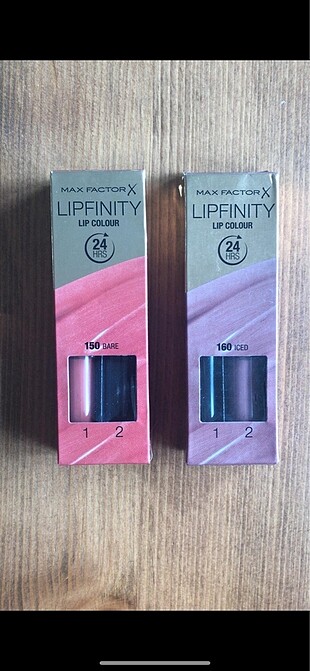 MAX FACTOR X
LIPFINITY
LIP COLOUR
24
HRS
150 BARE
1 2
MAX FACTOR X
LIPFINITY
LIP COLOUR
24
HRS
160 ICED
1 2